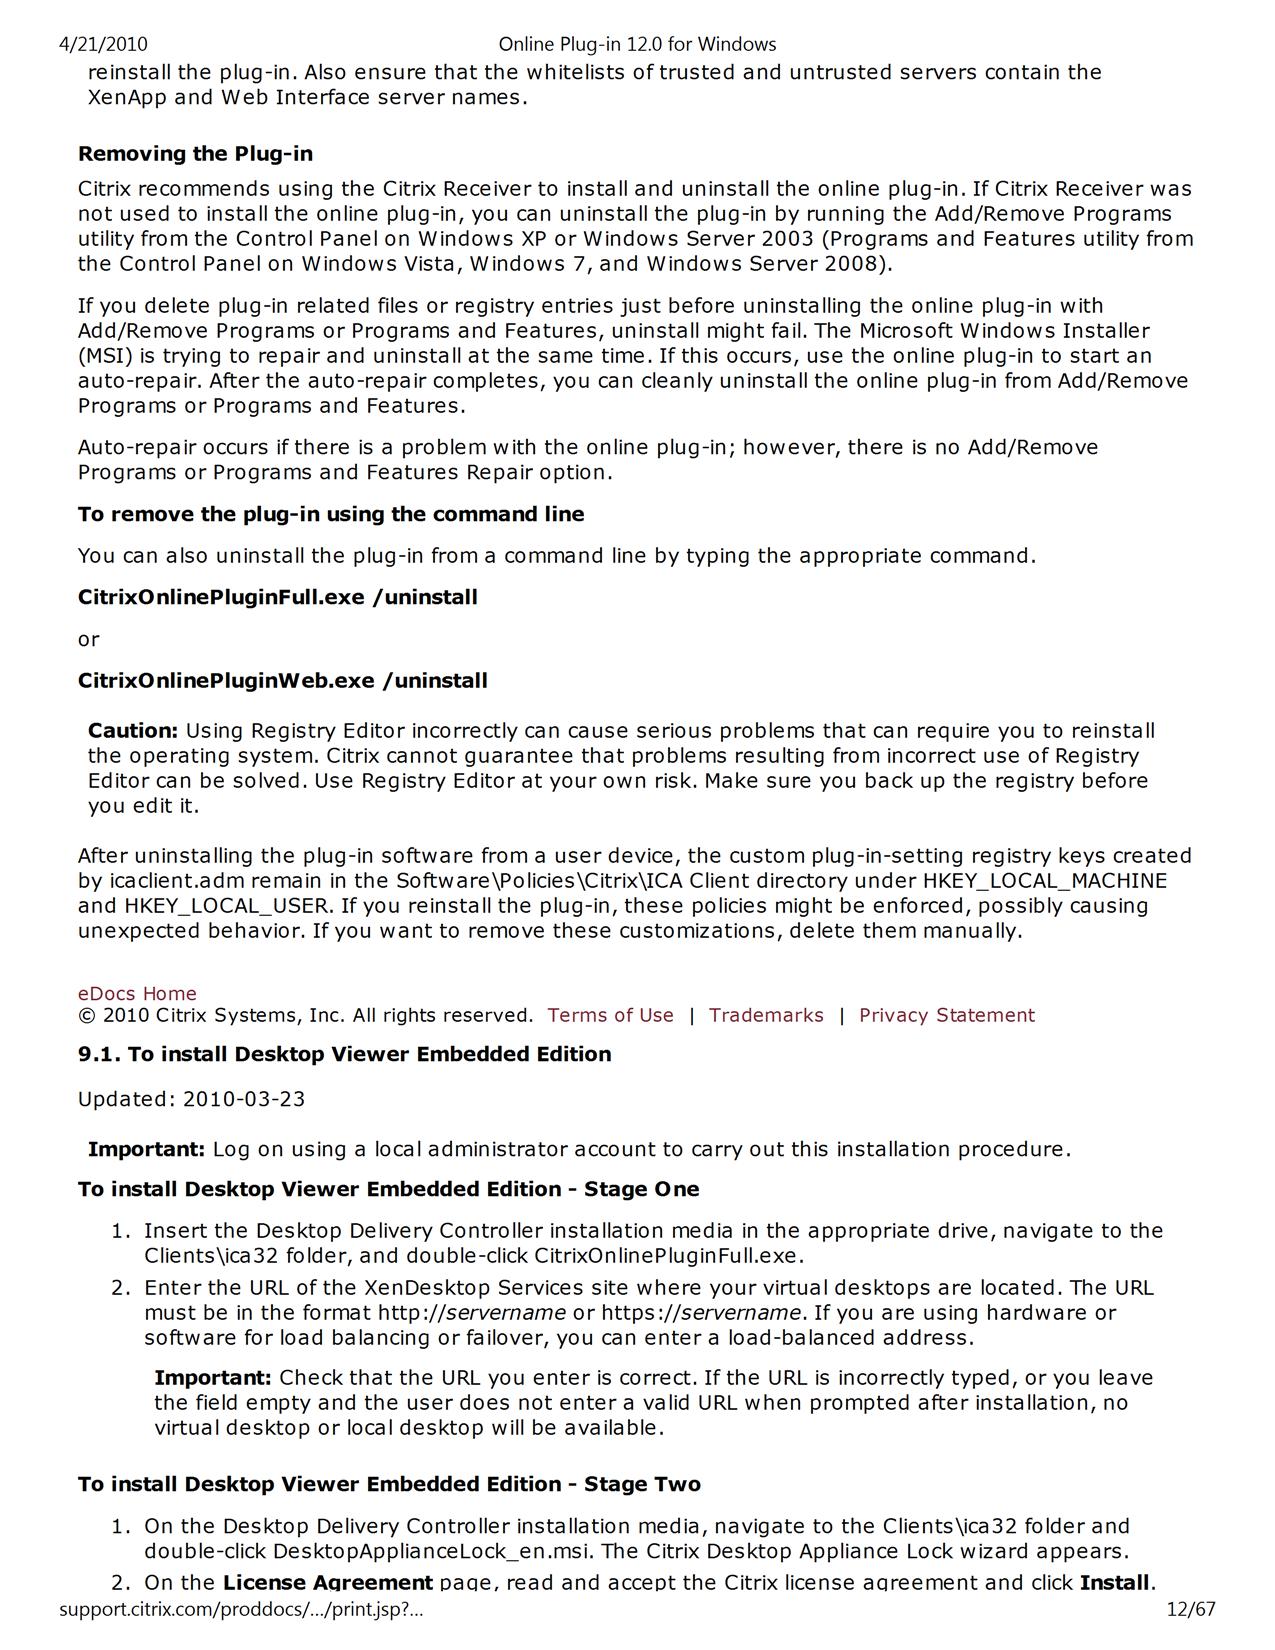 4/21/2010 Online Plug-in 12.0 for Windows
reinstall the plug-in. Also ensure that the whitelists of trusted and untrusted servers contain the
XenApp and Web Interface server names.
Removing the Plug-in
Citrix recommends using the Citrix Receiver to install and uninstall the online plug-in. If Citrix Receiver was
not used to install the online plug-in, you can uninstall the plug-in by running the Add/Remove Programs
utility from the Control Panel on Windows XP or Windows Server 2003 (Programs and Features utility from
the Control Panel on Windows Vista, Windows 7, and Windows Server 2008).
If you delete plug-in related files or registry entries just before uninstalling the online plug-in with
Add/Remove Programs or Programs and Features, uninstall might fail. The Microsoft Windows Installer
(MSI) is trying to repair and uninstall at the same time. If this occurs, use the online plug-in to start an
auto-repair. After the auto-repair completes, you can cleanly uninstall the online plug-in from Add/Remove
Programs or Programs and Features.
Auto-repair occurs if there is a problem with the online plug-in; however, there is no Add/Remove
Programs or Programs and Features Repair option.
To remove the plug-in using the command line
You can also uninstall the plug-in from a command line by typing the appropriate command.
CitrixOnlinePluginFull.exe /uninstall
or
CitrixOnlinePluginWeb.exe /uninstall
Caution: Using Registry Editor incorrectly can cause serious problems that can require you to reinstall
the operating system. Citrix cannot guarantee that problems resulting from incorrect use of Registry
Editor can be solved. Use Registry Editor at your own risk. Make sure you back up the registry before
you edit it.
After uninstalling the plug-in software from a user device, the custom plug-in-setting registry keys created
by icaclient.adm remain in the Software\Policies\Citrix\ICA Client directory under HKEY_LOCAL_MACHINE
and HKEY_LOCAL_USER. If you reinstall the plug-in, these policies might be enforced, possibly causing
unexpected behavior. If you want to remove these customizations, delete them manually.
eDocs Home
© 2010 Citrix Systems, Inc. All rights reserved. Terms of Use | Trademarks | Privacy Statement
9.1. To install Desktop Viewer Embedded Edition
Updated: 2010-03-23
Important: Log on using a local administrator account to carry out this installation procedure.
To install Desktop Viewer Embedded Edition - Stage One
1. Insert the Desktop Delivery Controller installation media in the appropriate drive, navigate to the
Clients\ica32 folder, and double-click CitrixOnlinePluginFull.exe.
2. Enter the URL of the XenDesktop Services site where your virtual desktops are located. The URL
must be in the format http://servername or https://servername. If you are using hardware or
software for load balancing or failover, you can enter a load-balanced address.
Important: Check that the URL you enter is correct. If the URL is incorrectly typed, or you leave
the field empty and the user does not enter a valid URL when prompted after installation, no
virtual desktop or local desktop will be available.
To install Desktop Viewer Embedded Edition - Stage Two
1. On the Desktop Delivery Controller installation media, navigate to the Clients\ica32 folder and
double-click DesktopApplianceLock_en.msi. The Citrix Desktop Appliance Lock wizard appears.
2. On the License Agreement page, read and accept the Citrix license agreement and click Install.
support.citrix.com/proddocs/.../print.jsp?... 12/67